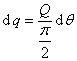 dq = Q/(π/2) dθ